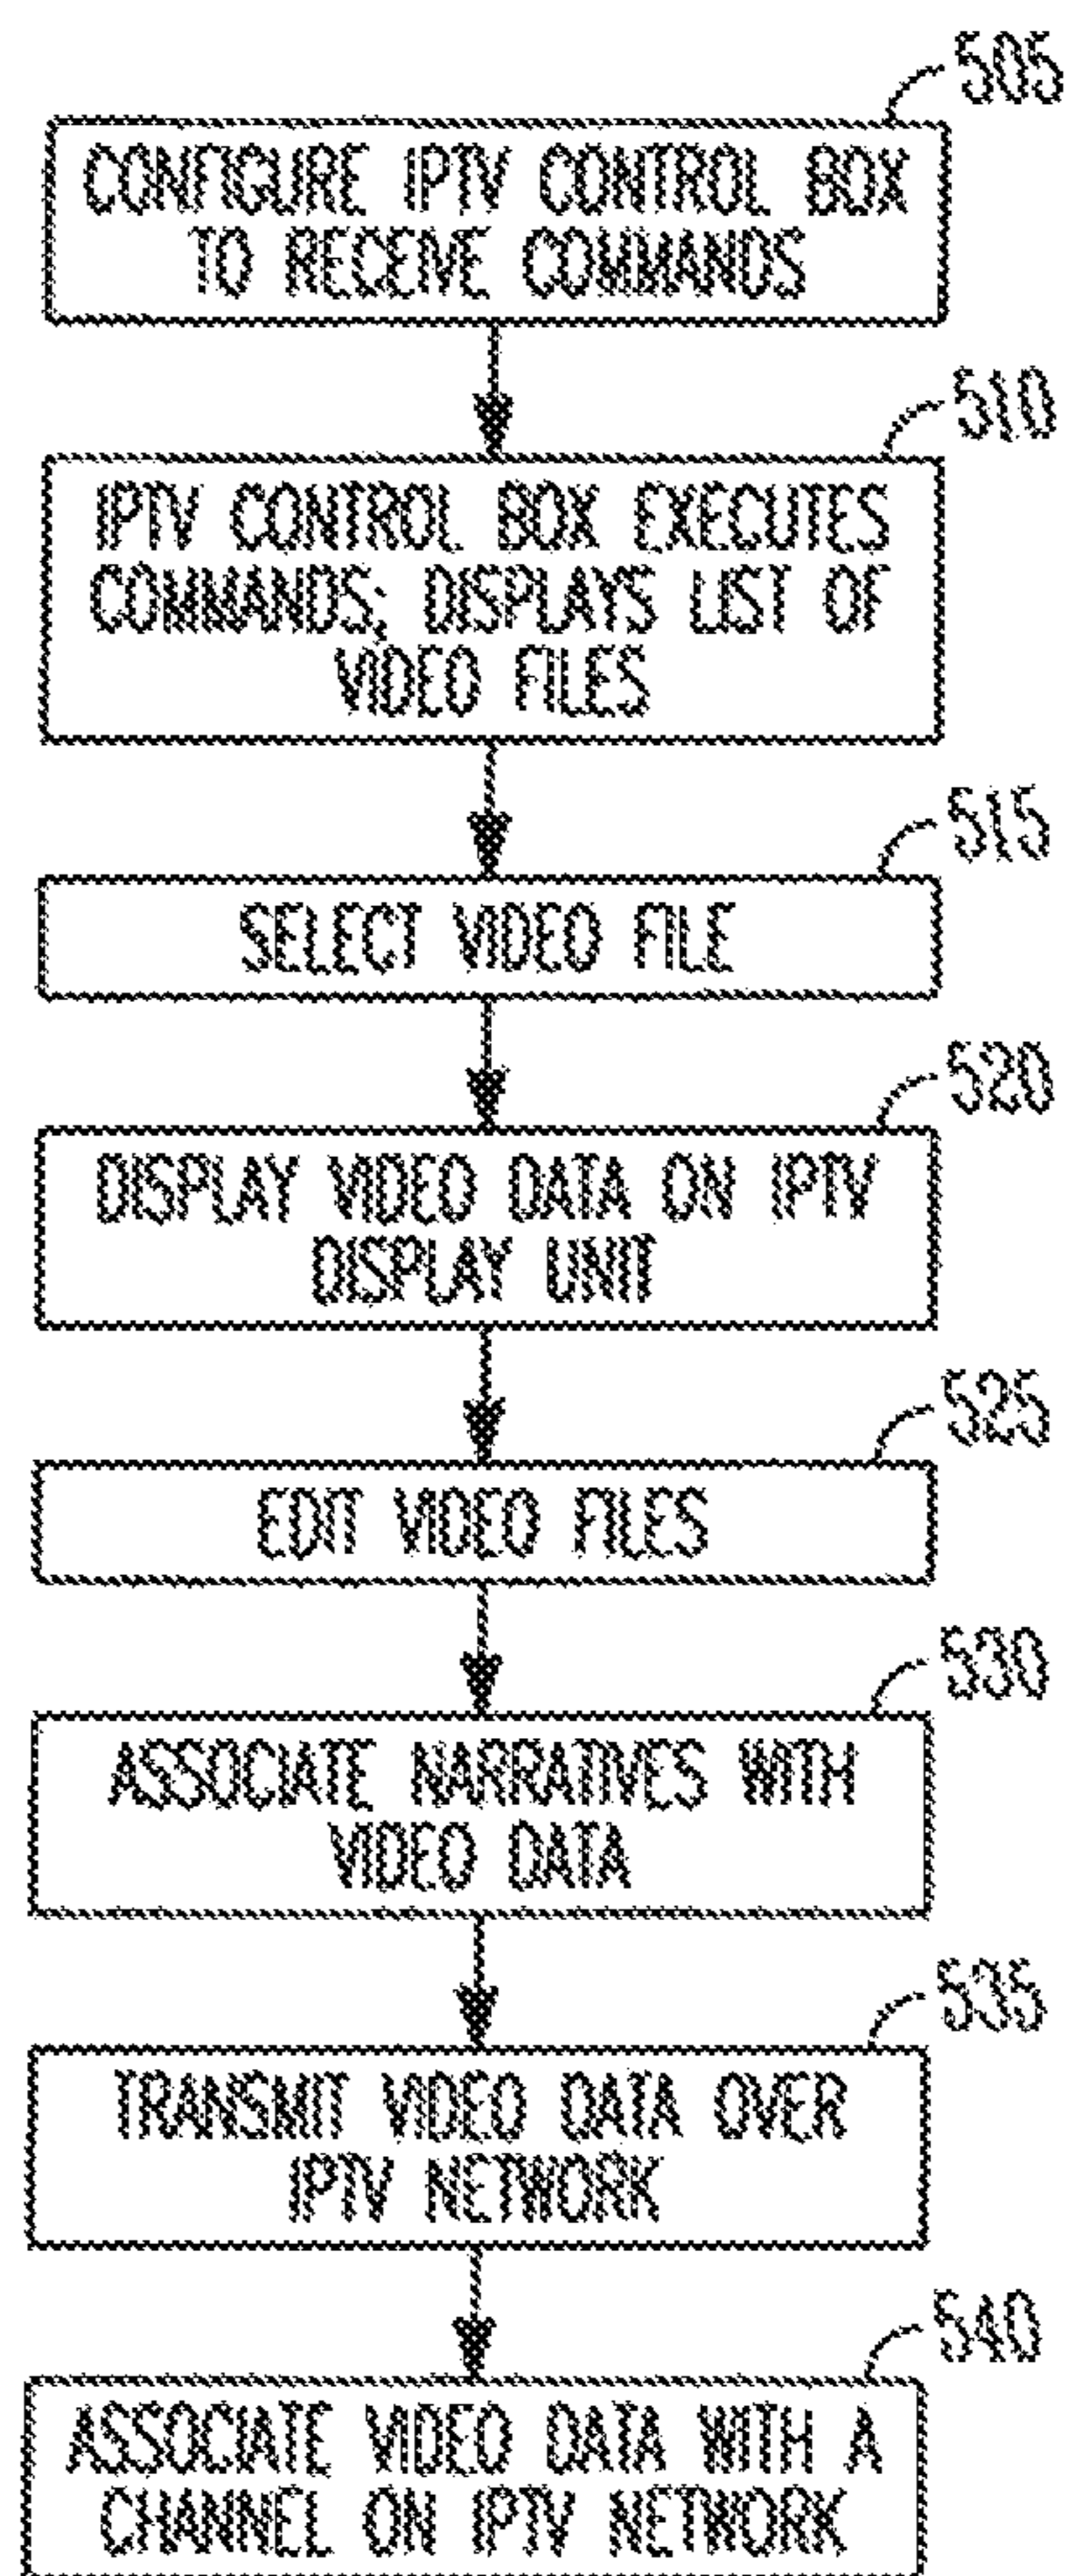 505
CONFIGURE IPTV CONTROL BOX
TO RECEIVE COMMANDS
510
IPTV CONTROL BOX EXECUTES
COMMANDS; DISPLAYS LIST OF
VIDEO FILES
515
SELECT VIDEO FILE
520
DISPLAY VIDEO DATA ON IPTV
DISPLAY UNIT
525
EDIT VIDEO FILES
530
ASSOCIATE NARRATIVES WITH
VIDEO DATA
535
TRANSMIT VIDEO DATA OVER
IPTV NETWORK
540
ASSOCIATE VIDEO DATA WITH A
CHANNEL ON IPTV NETWORK